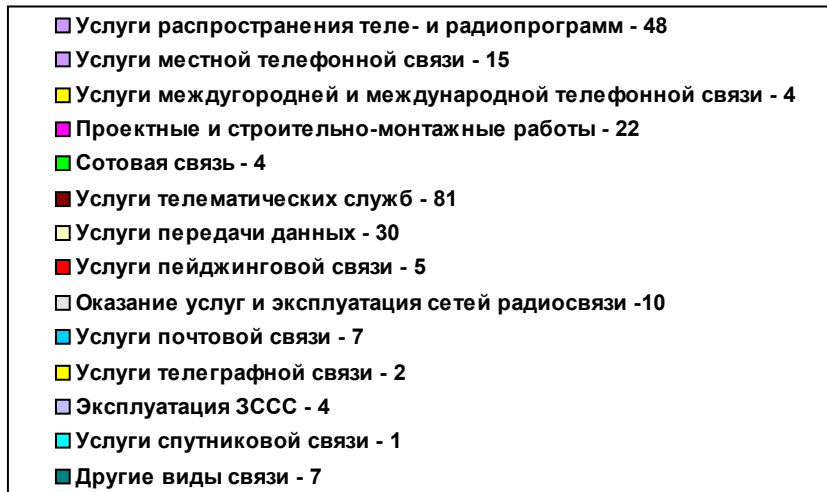 Услуги распространения теле- и радиопрограмм - 48
Услуги местной телефонной связи - 15
Услуги междугородней и международной телефонной связи - 4
Проектные и строительно-монтажные работы - 22
Сотовая связь - 4
Услуги телематических служб - 81
Услуги передачи данных - 30
Услуги пейджинговой связи - 5
Оказание услуг и эксплуатация сетей радиосвязи -10
Услуги почтовой связи - 7
Услуги телеграфной связи - 2
Эксплуатация ЗССС - 4
Услуги спутниковой связи - 1
Другие виды связи - 7